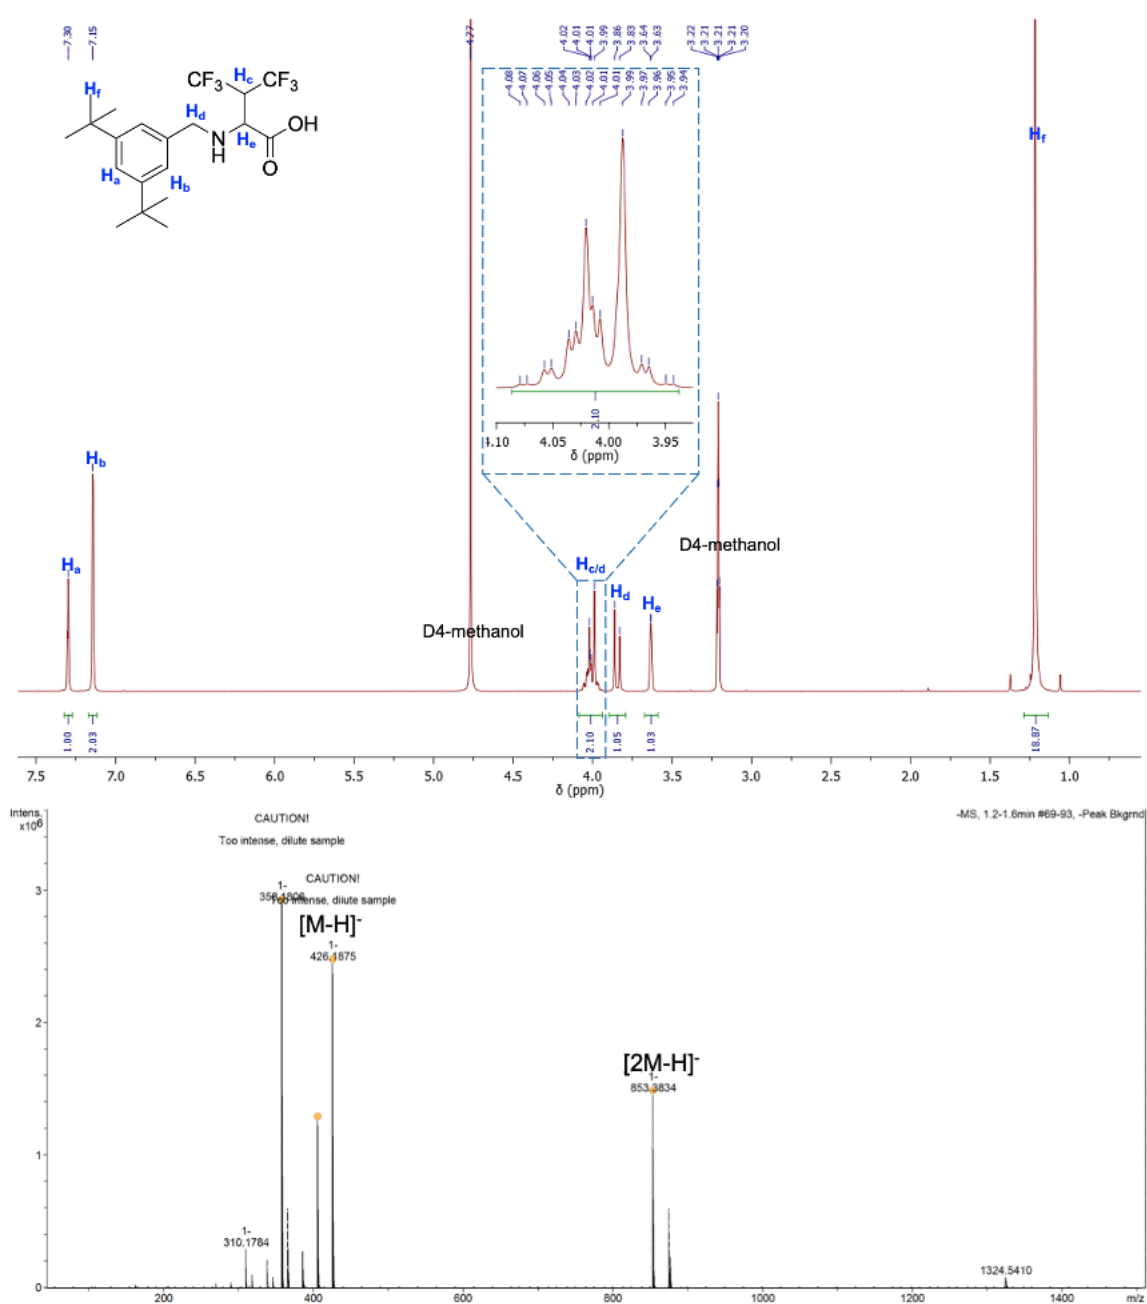 7.30
7.15
4.77
4.02
4.01
4.01
3.99
3.86
3.83
3.64
3.63
3.22
3.21
3.21
3.21
3.20
4.08
4.07
4.06
4.05
4.04
4.03
4.02
4.01
4.01
3.99
3.97
3.96
3.95
3.94
CF3 Hc CF3
Hf
Hd
OH
N
H
He
O
Ha
Hb
Hf
2.10
4.10 4.05 4.00 3.95
δ (ppm)
Hb
Ha
D4-methanol
Hc/d
Hd
He
D4-methanol
1.00
2.03
2.10
1.05
1.03
18.87
7.5 7.0 6.5 6.0 5.5 5.0 4.5 4.0 3.5 3.0 2.5 2.0 1.5 1.0
δ (ppm)
Intens.
x106
CAUTION!
Too intense, dilute sample
-MS, 1.2-1.6min #69-93, -Peak Bkgrnd
CAUTION!
Too intense, dilute sample
1-
[M-H]-
1-
426.1875
[2M-H]-
1-
853.3834
1-
310.1784
1324.5410
3
2
1
0
200 400 600 800 1000 1200 1400 m/z